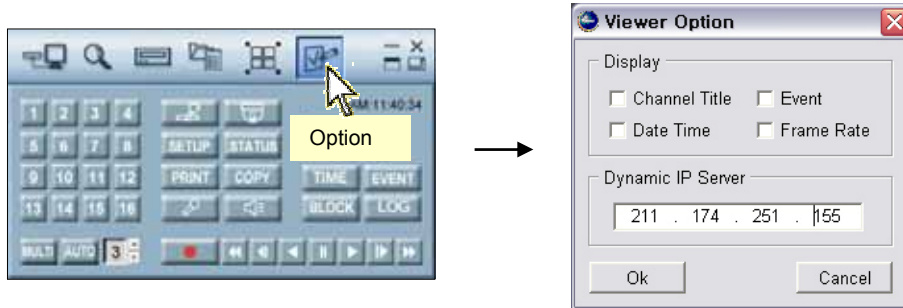 AM 11:40:34
1 2 3 4
5 6 7 8
SETUP STATUS
Option
9 10 11 12
PRINT COPY
TIME EVENT
13 14 15 16
BLOCK LOG
MULTI AUTO 3
Viewer Option
Display
Channel Title Event
Date Time Frame Rate
Dynamic IP Server
211 . 174 . 251 . 155
Ok Cancel